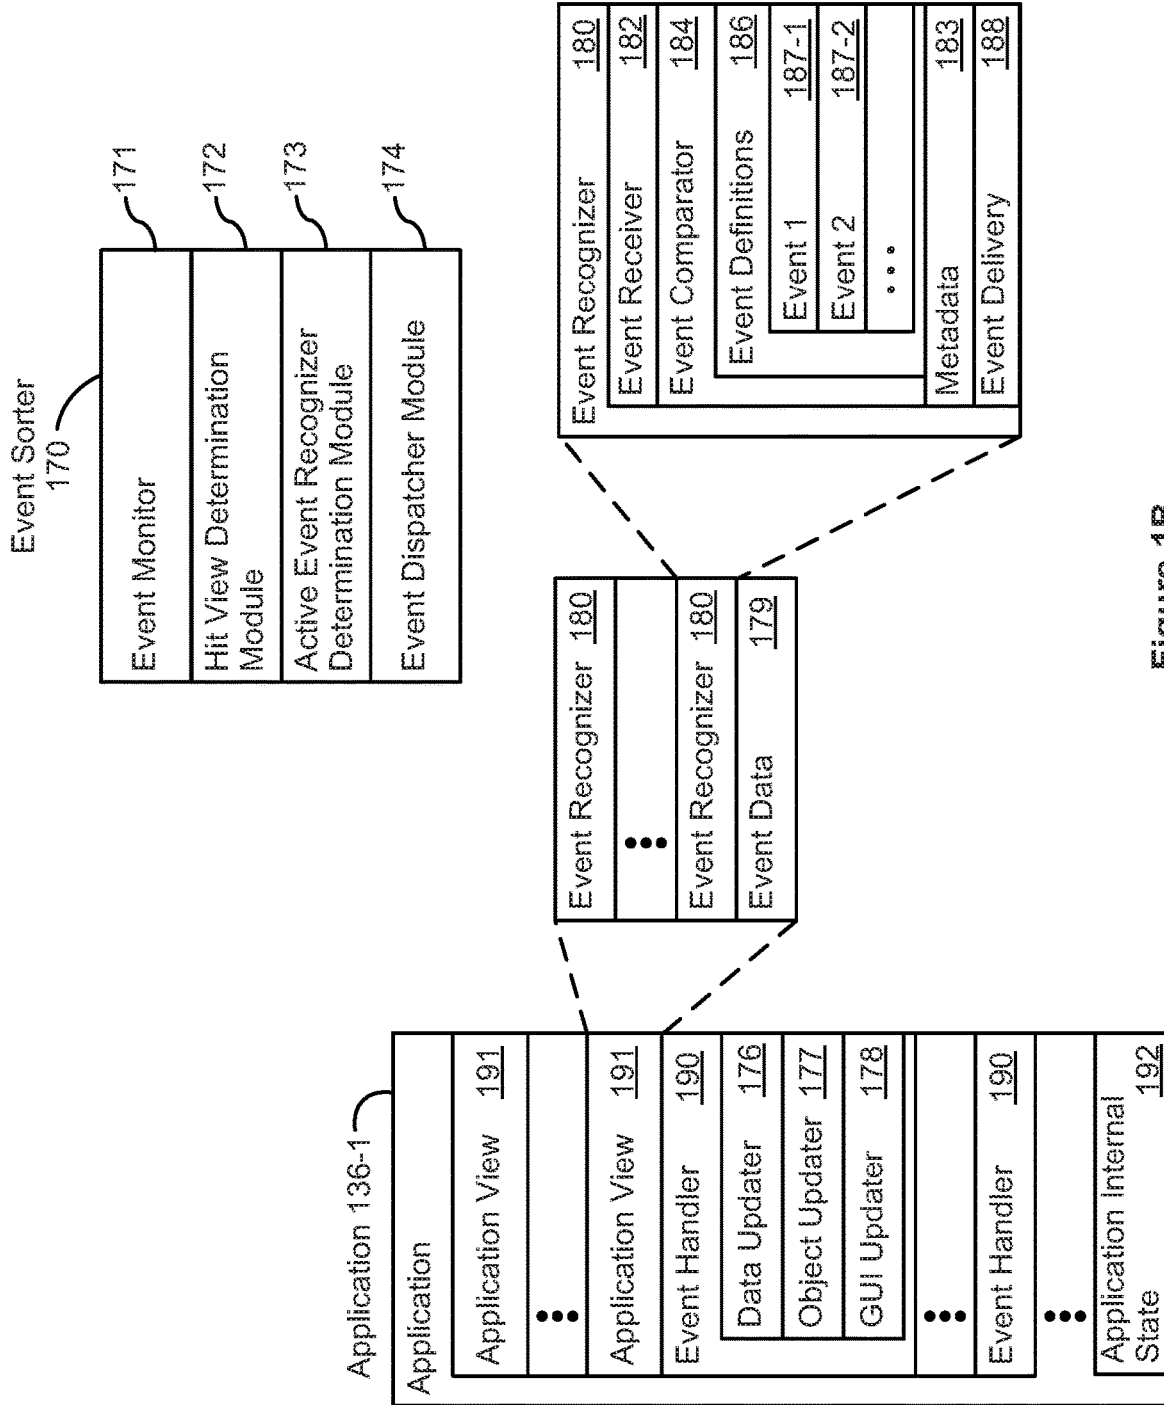 Event Sorter
170
Event Monitor
171
Hit View Determination
Module
172
Active Event Recognizer
Determination Module
173
Event Dispatcher Module
174
Application 136-1
Application
Application View 191
•••
Application View 191
Event Handler 190
Data Updater 176
Object Updater 177
GUI Updater 178
•••
Event Handler 190
•••
Application Internal
State 192
Event Recognizer 180
•••
Event Recognizer 180
Event Data 179
Event Recognizer 180
Event Receiver 182
Event Comparator 184
Event Definitions 186
Event 1 187-1
Event 2 187-2
•••
Metadata 183
Event Delivery 188
Figure 1B